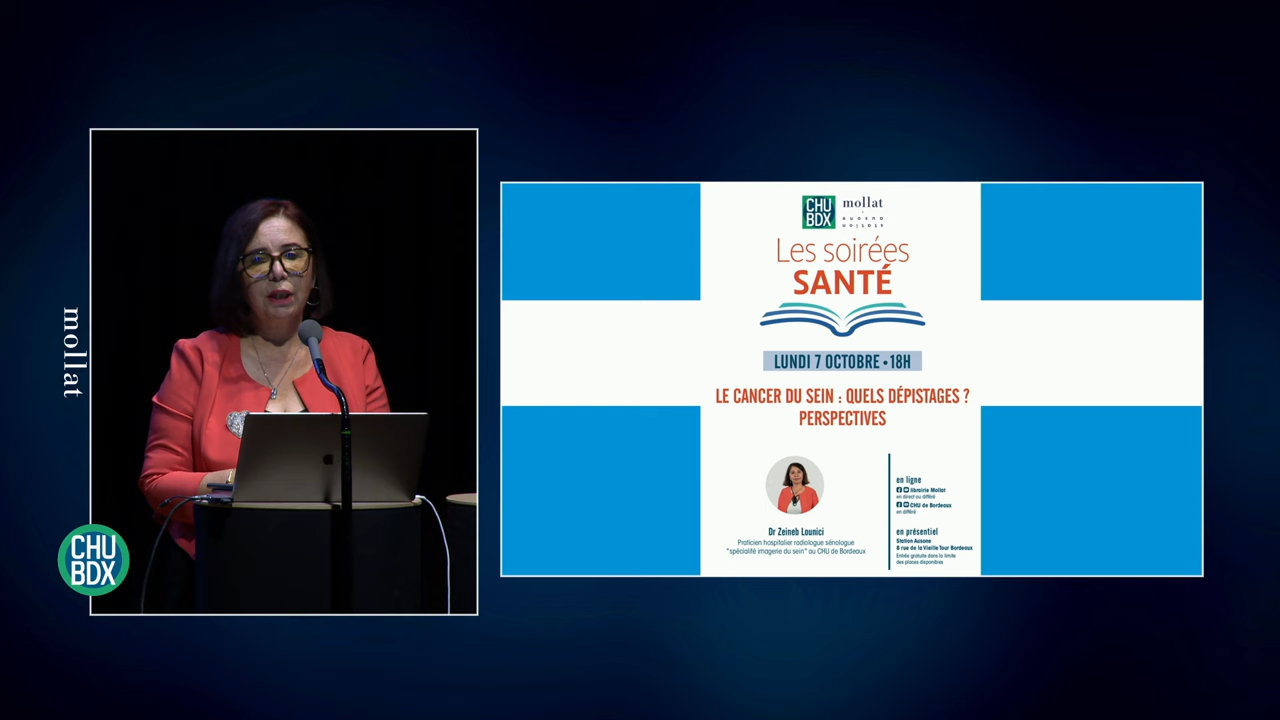 mollat
CHU
BDX
CHU
BDX
mollat
Les soirées
SANTÉ
LUNDI 7 OCTOBRE • 18H
LE CANCER DU SEIN : QUELS DÉPISTAGES ?
PERSPECTIVES
Dr Zeineb Lounici
Praticien hospitalier radiologue sénologue
"spécialité imagerie du sein" au CHU de Bordeaux
en ligne
librairie Mollat
en direct ou différé
CHU de Bordeaux
en différé
en présentiel
Station Ausone
8 rue de la Vieille Tour Bordeaux
Entrée gratuite dans la limite
des places disponibles